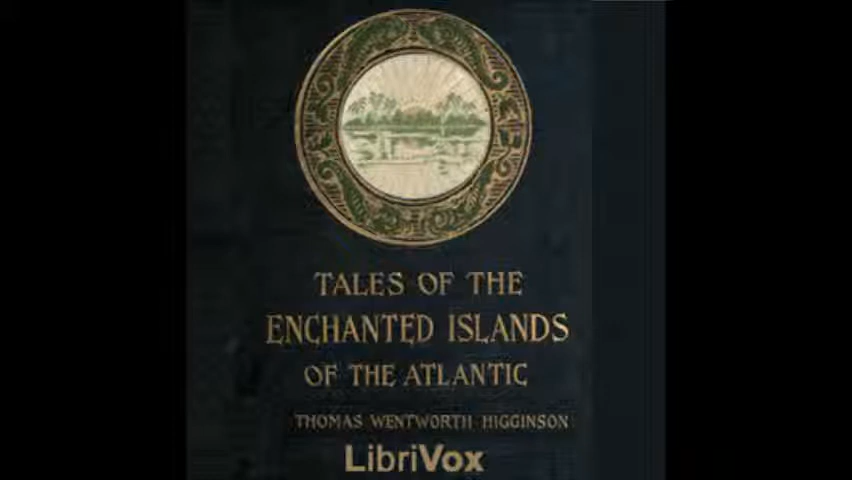 TALES OF THE
ENCHANTED ISLANDS
OF THE ATLANTIC
THOMAS WENTWORTH HIGGINSON
LibriVox